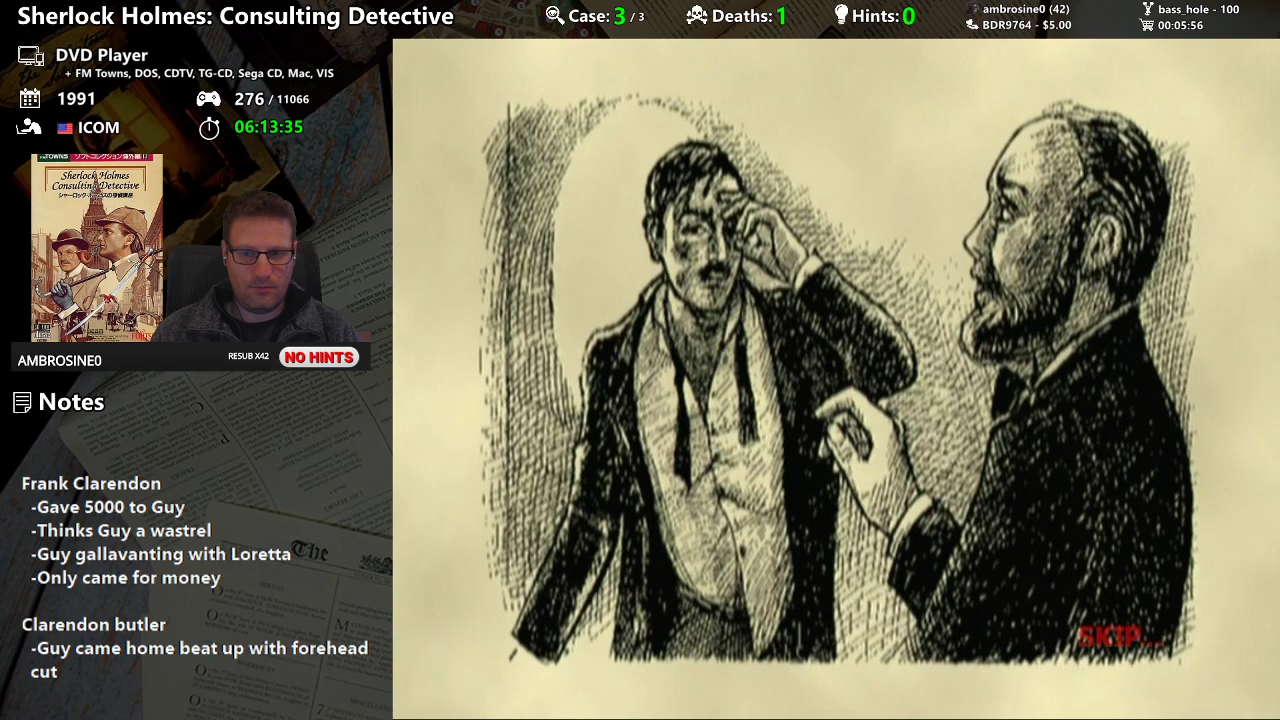 Sherlock Holmes: Consulting Detective
Case: 3 / 3
Deaths: 1
Hints: 0
ambrosine0 (42)
BDR9764 - $5.00
bass_hole - 100
00:05:56
DVD Player
+ FM Towns, DOS, CDTV, TG-CD, Sega CD, Mac, VIS
1991
276 / 11066
ICOM
06:13:35
Sherlock Holmes
Consulting Detective
AMBROSINE0
RESUB X42
NO HINTS
Notes
Frank Clarendon
-Gave 5000 to Guy
-Thinks Guy a wastrel
-Guy gallavanting with Loretta
-Only came for money
Clarendon butler
-Guy came home beat up with forehead
cut
The
SKIP...